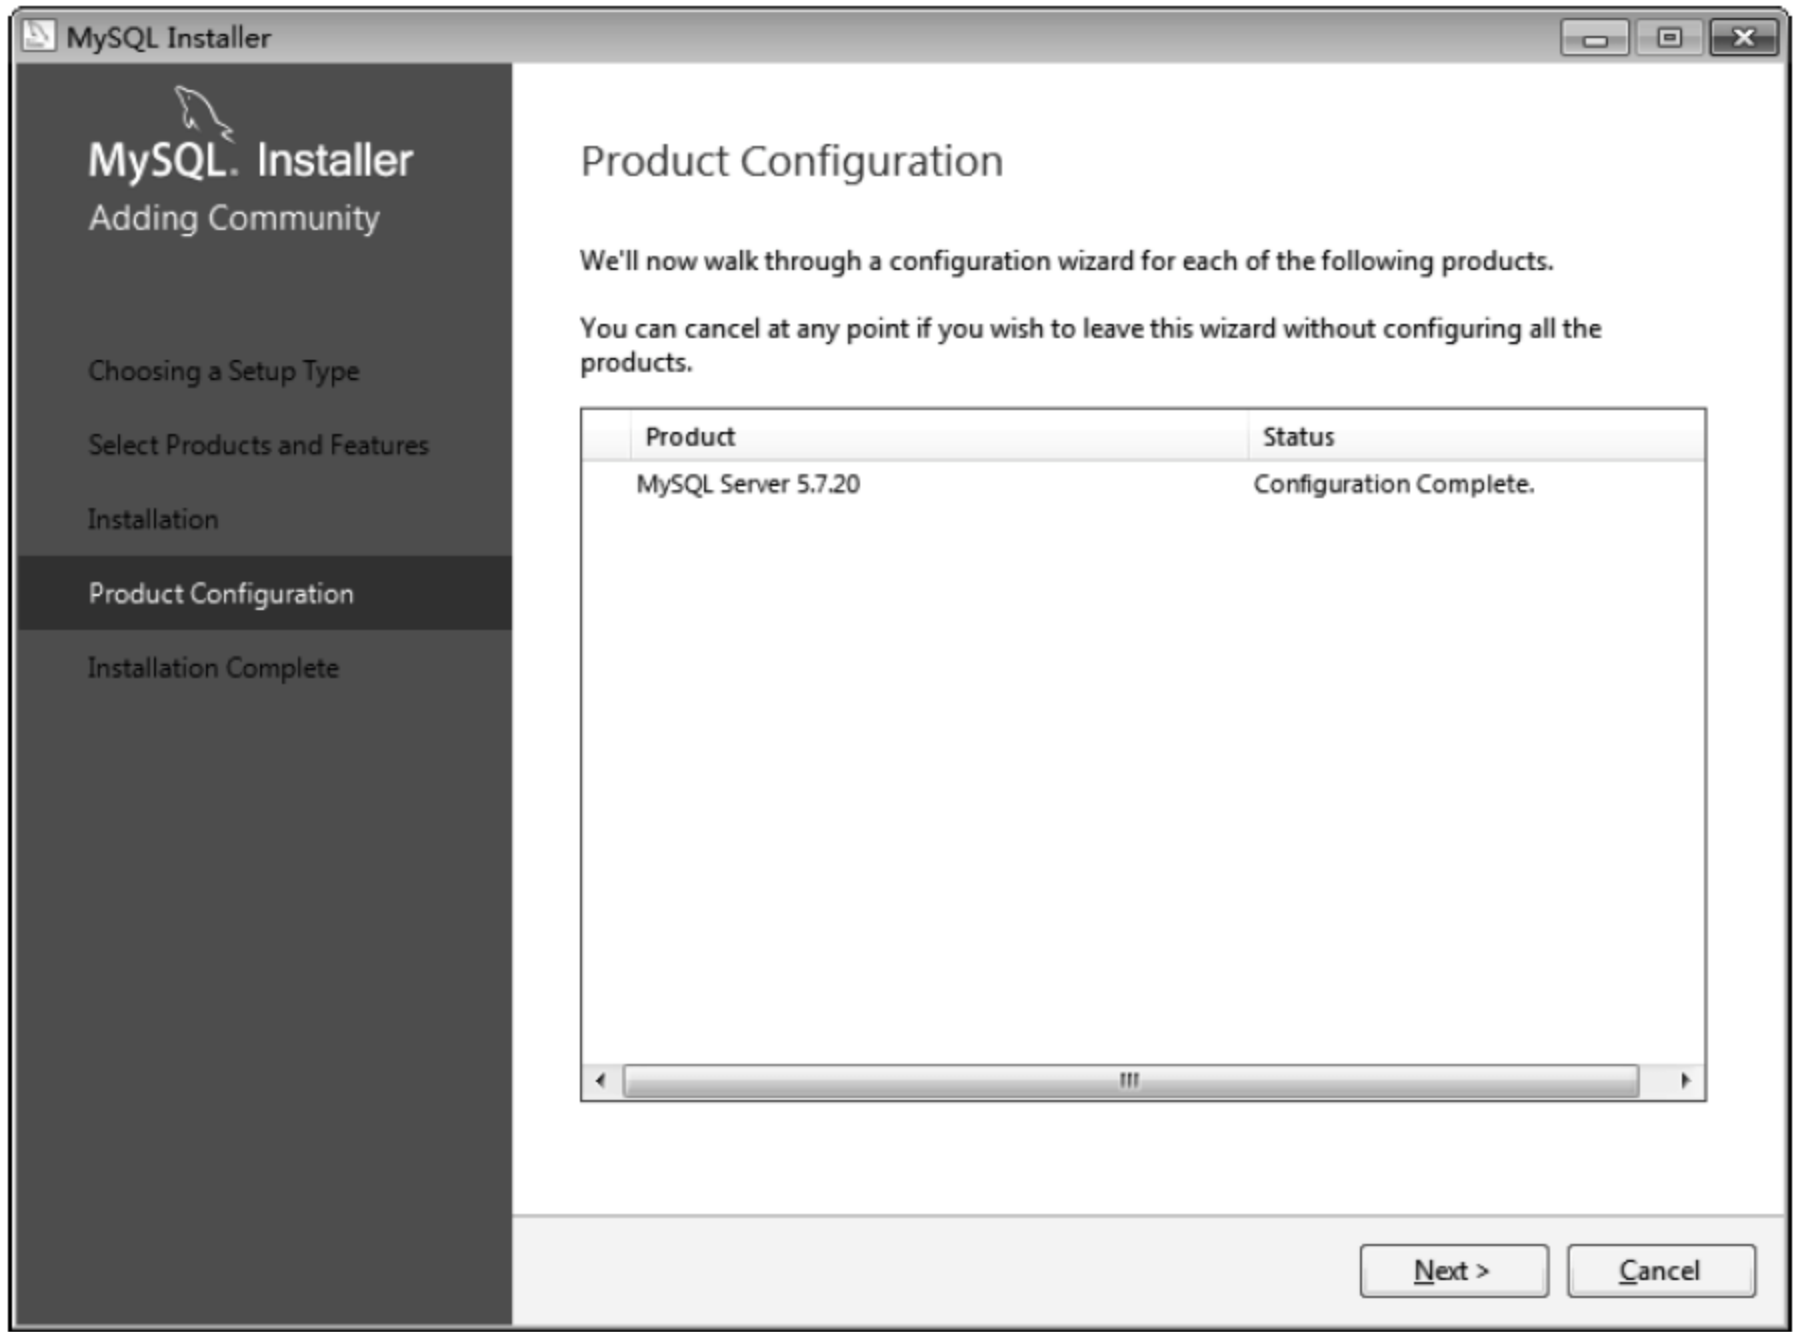 MySQL Installer
MySQL. Installer
Adding Community
Choosing a Setup Type
Select Products and Features
Installation
Product Configuration
Installation Complete
Product Configuration
We'll now walk through a configuration wizard for each of the following products.
You can cancel at any point if you wish to leave this wizard without configuring all the
products.
Product Status
MySQL Server 5.7.20 Configuration Complete.
Next > Cancel